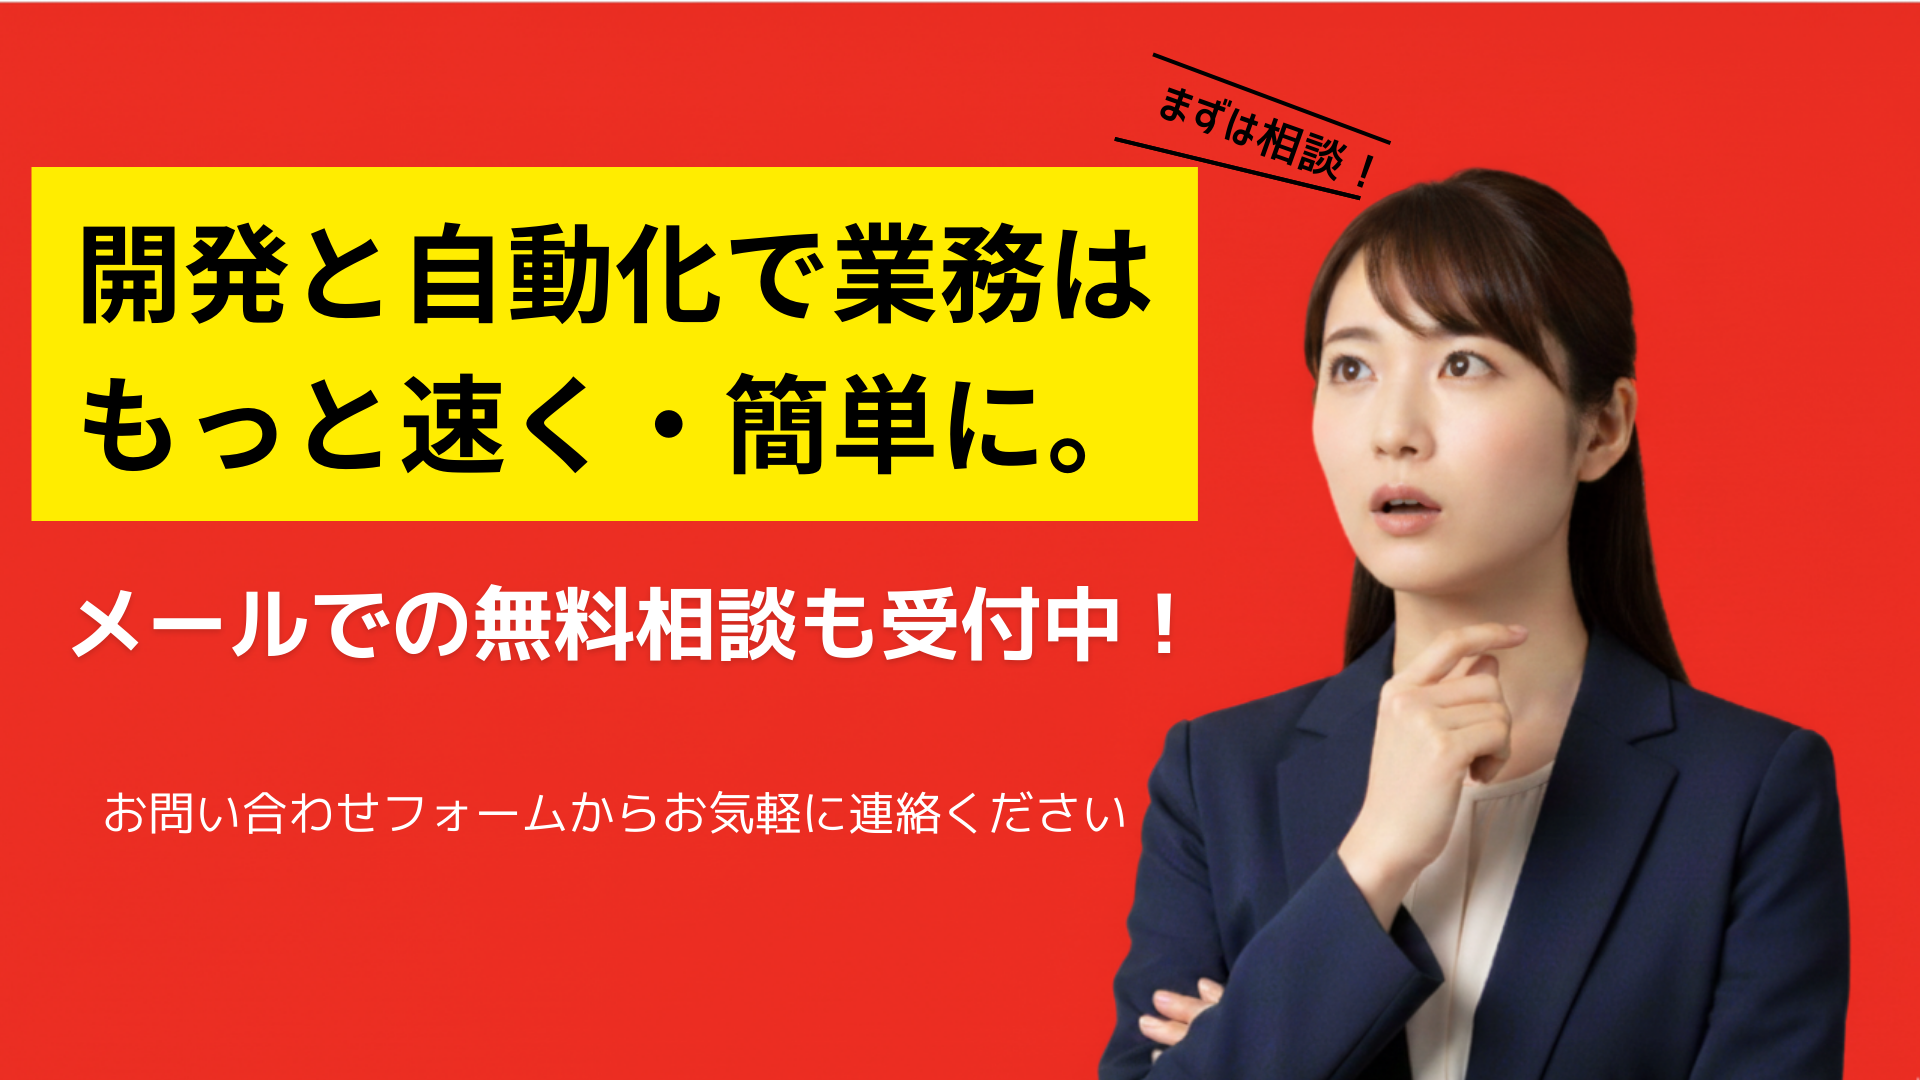 まずは相談！
開発と自動化で業務は
もっと速く・簡単に。
メールでの無料相談も受付中！
お問い合わせフォームからお気軽に連絡ください